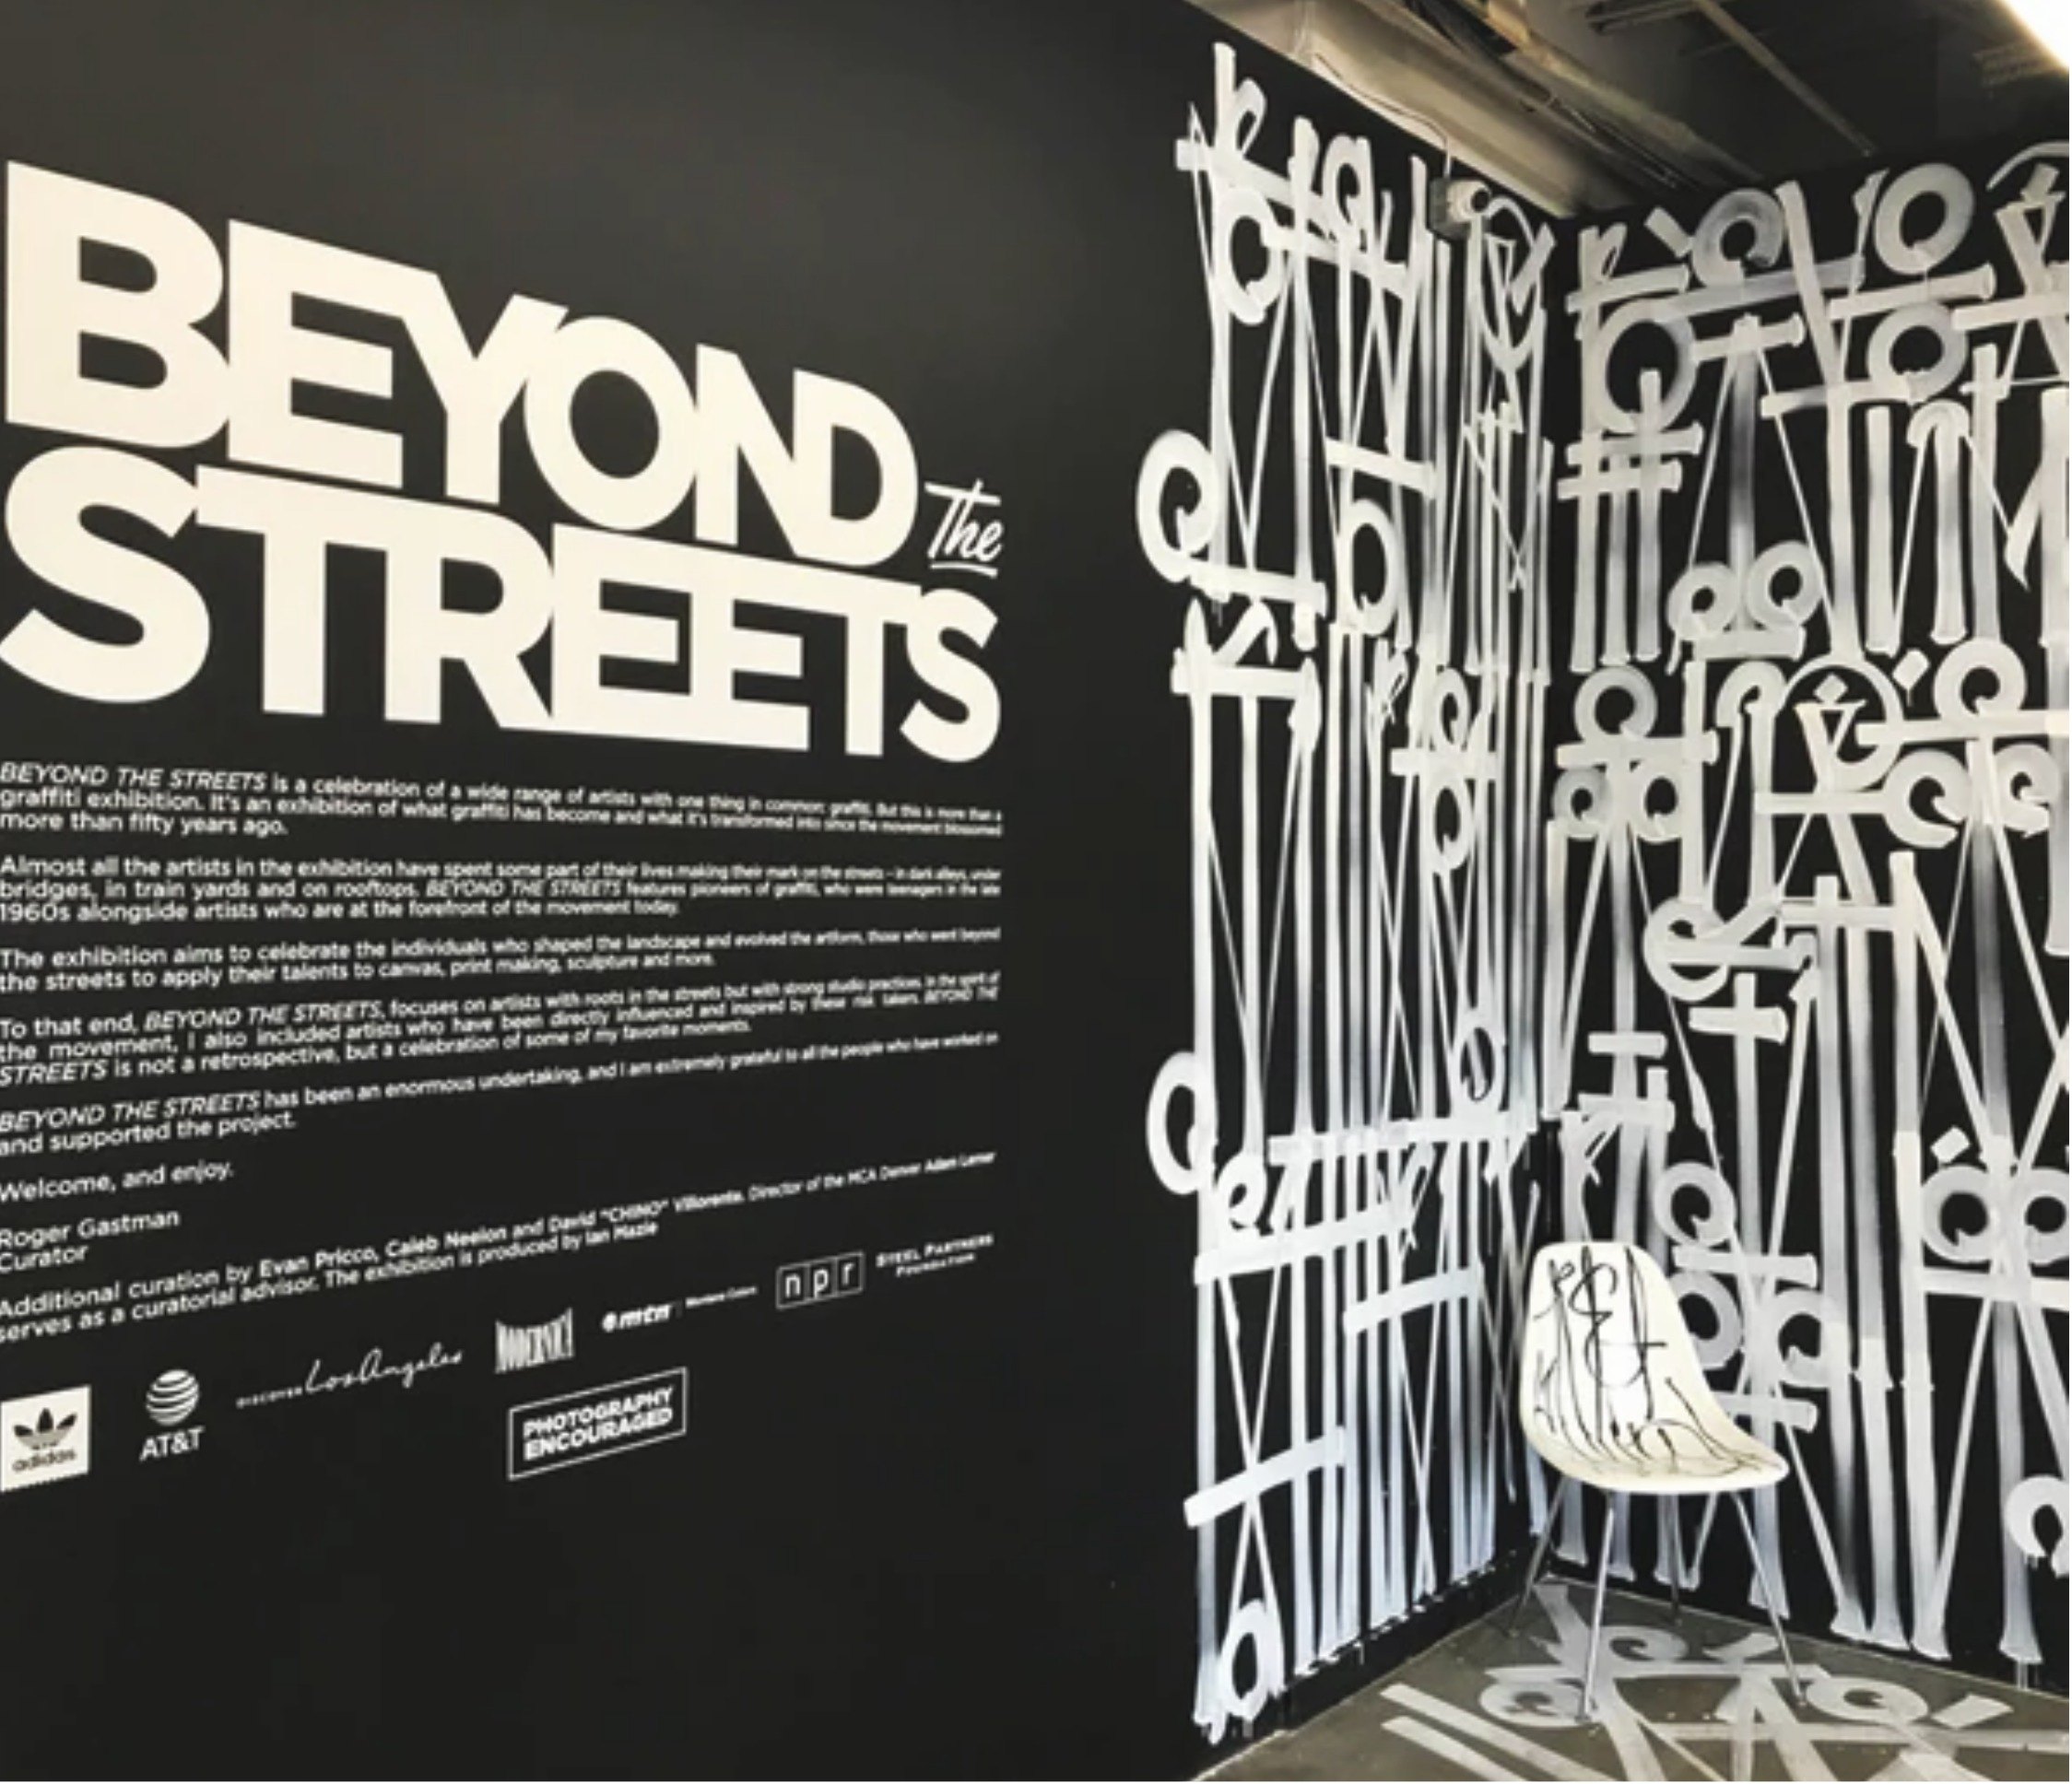 BEYOND The
STREETS
BEYOND THE STREETS is a celebration of a wide range of artists with one thing in common: graffiti. But this is more than a
graffiti exhibition. It's an exhibition of what graffiti has become and what it's transformed into since the movement blossomed
more than fifty years ago.
Almost all the artists in the exhibition have spent some part of their lives making their mark on the streets – in dark alleys, under
bridges, in train yards and on rooftops. BEYOND THE STREETS features pioneers of graffiti, who were teenagers in the late
1960s alongside artists who are at the forefront of the movement today.
The exhibition aims to celebrate the individuals who shaped the landscape and evolved the artform, those who went beyond
the streets to apply their talents to canvas, print making, sculpture and more.
To that end, BEYOND THE STREETS, focuses on artists with roots in the streets but with strong studio practices. In the spirit of
the movement, I also included artists who have been directly influenced and inspired by these risk takers. BEYOND THE
STREETS is not a retrospective, but a celebration of some of my favorite moments.
BEYOND THE STREETS has been an enormous undertaking, and I am extremely grateful to all the people who have worked on
and supported the project.
Welcome, and enjoy.
Roger Gastman
Curator
Additional curation by Evan Pricco, Caleb Neelon and David "CHINO" Villorente. Director of the MCA Denver Adam Lerner
serves as a curatorial advisor. The exhibition is produced by Ian Mazie
adidas
AT&T
DISCOVER Los Angeles
MODERNICA
mtn Montana Colors
npr
STEEL PARTNERS
FOUNDATION
PHOTOGRAPHY
ENCOURAGED